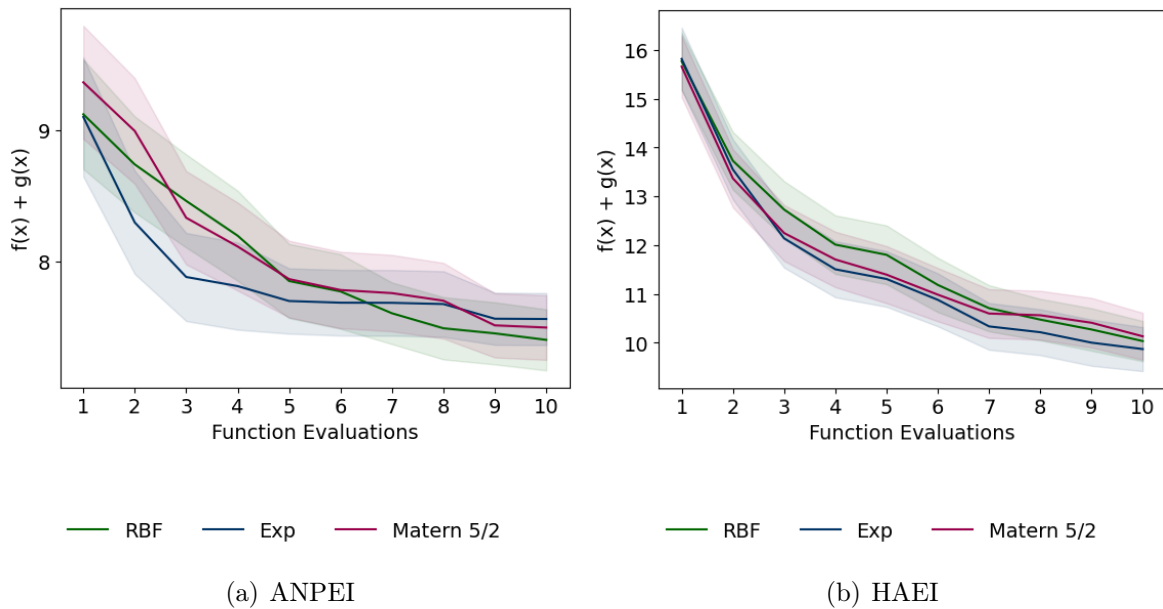 f(x) + g(x)
9
8
1 2 3 4 5 6 7 8 9 10
Function Evaluations
RBF Exp Matern 5/2
(a) ANPEI
f(x) + g(x)
16
15
14
13
12
11
10
1 2 3 4 5 6 7 8 9 10
Function Evaluations
RBF Exp Matern 5/2
(b) HAEI